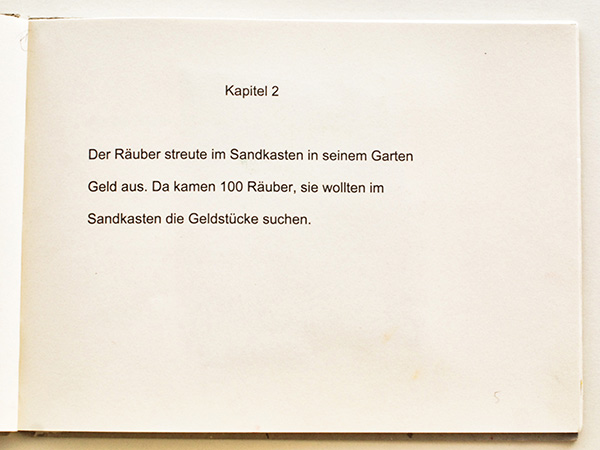 Kapitel 2
Der Räuber streute im Sandkasten in seinem Garten
Geld aus. Da kamen 100 Räuber, sie wollten im
Sandkasten die Geldstücke suchen.
5